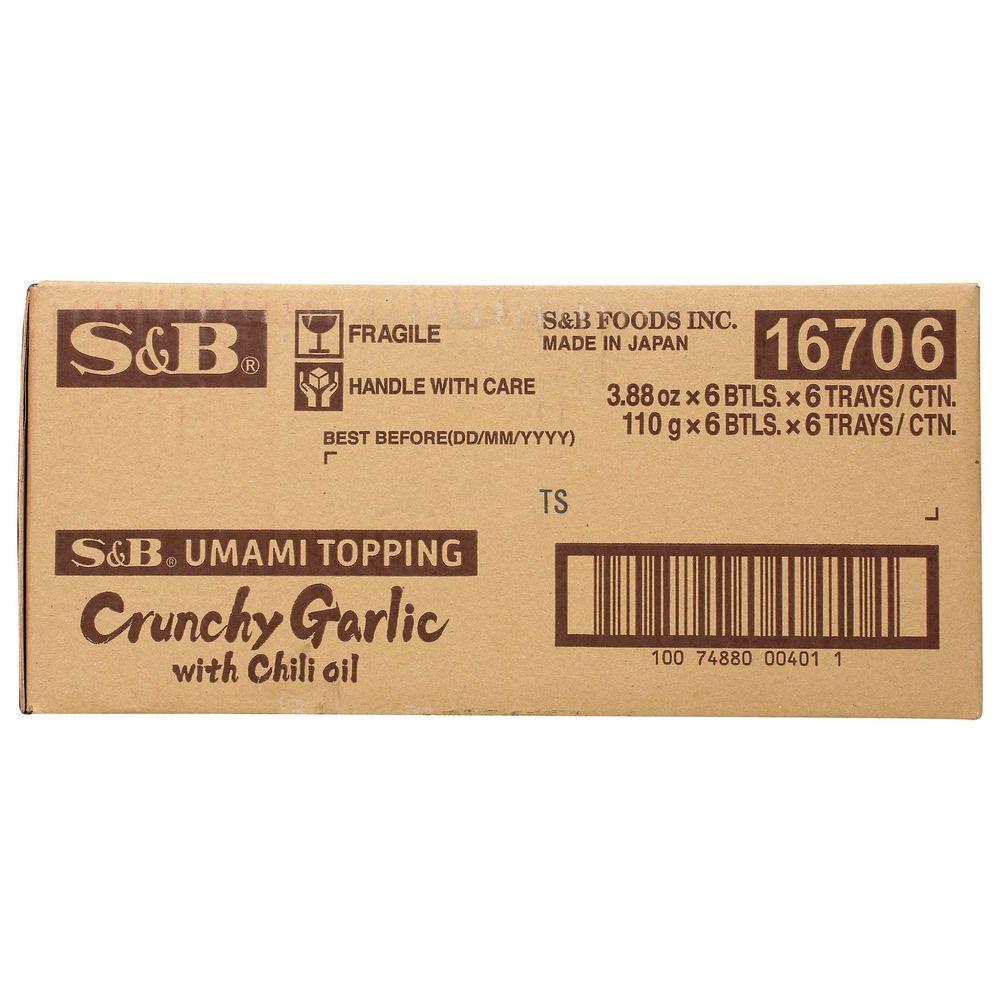 S&B®
FRAGILE
HANDLE WITH CARE
BEST BEFORE(DD/MM/YYYY)
S&B FOODS INC.
MADE IN JAPAN
16706
3.88 oz × 6 BTLS. × 6 TRAYS / CTN.
110 g × 6 BTLS. × 6 TRAYS / CTN.
TS
S&B® UMAMI TOPPING
Crunchy Garlic
with Chili oil
100 74880 00401 1